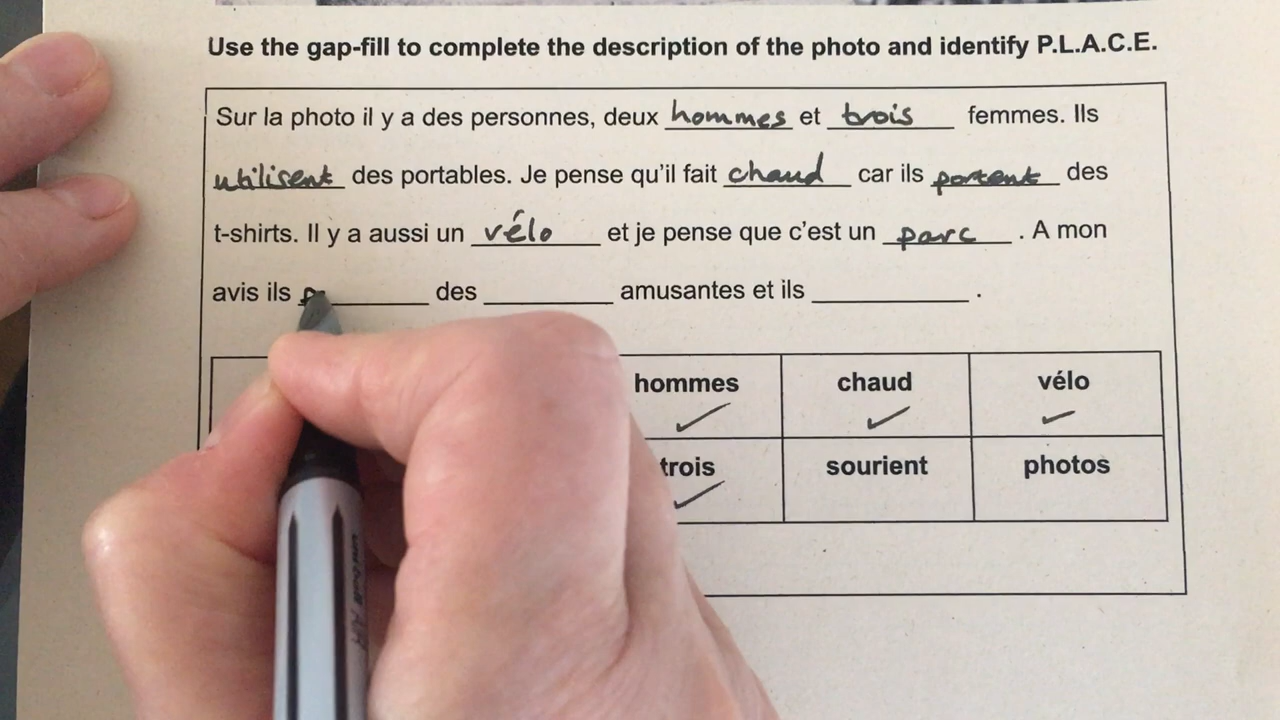 Use the gap-fill to complete the description of the photo and identify P.L.A.C.E.
Sur la photo il y a des personnes, deux hommes et trois femmes. Ils
utilisent des portables. Je pense qu'il fait chaud car ils portent des
t-shirts. Il y a aussi un vélo et je pense que c'est un parc. A mon
avis ils des amusantes et ils .
hommes chaud vélo
trois sourient photos